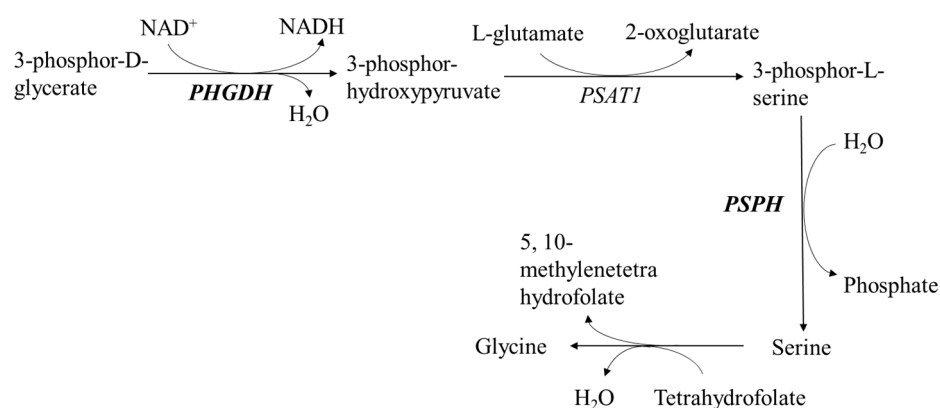 NAD⁺
NADH
3-phosphor-D-
glycerate
PHGDH
H₂O
3-phosphor-
hydroxypyruvate
L-glutamate
2-oxoglutarate
PSAT1
3-phosphor-L-
serine
H₂O
PSPH
Phosphate
5, 10-
methylenetetra
hydrofolate
Glycine
Serine
H₂O
Tetrahydrofolate